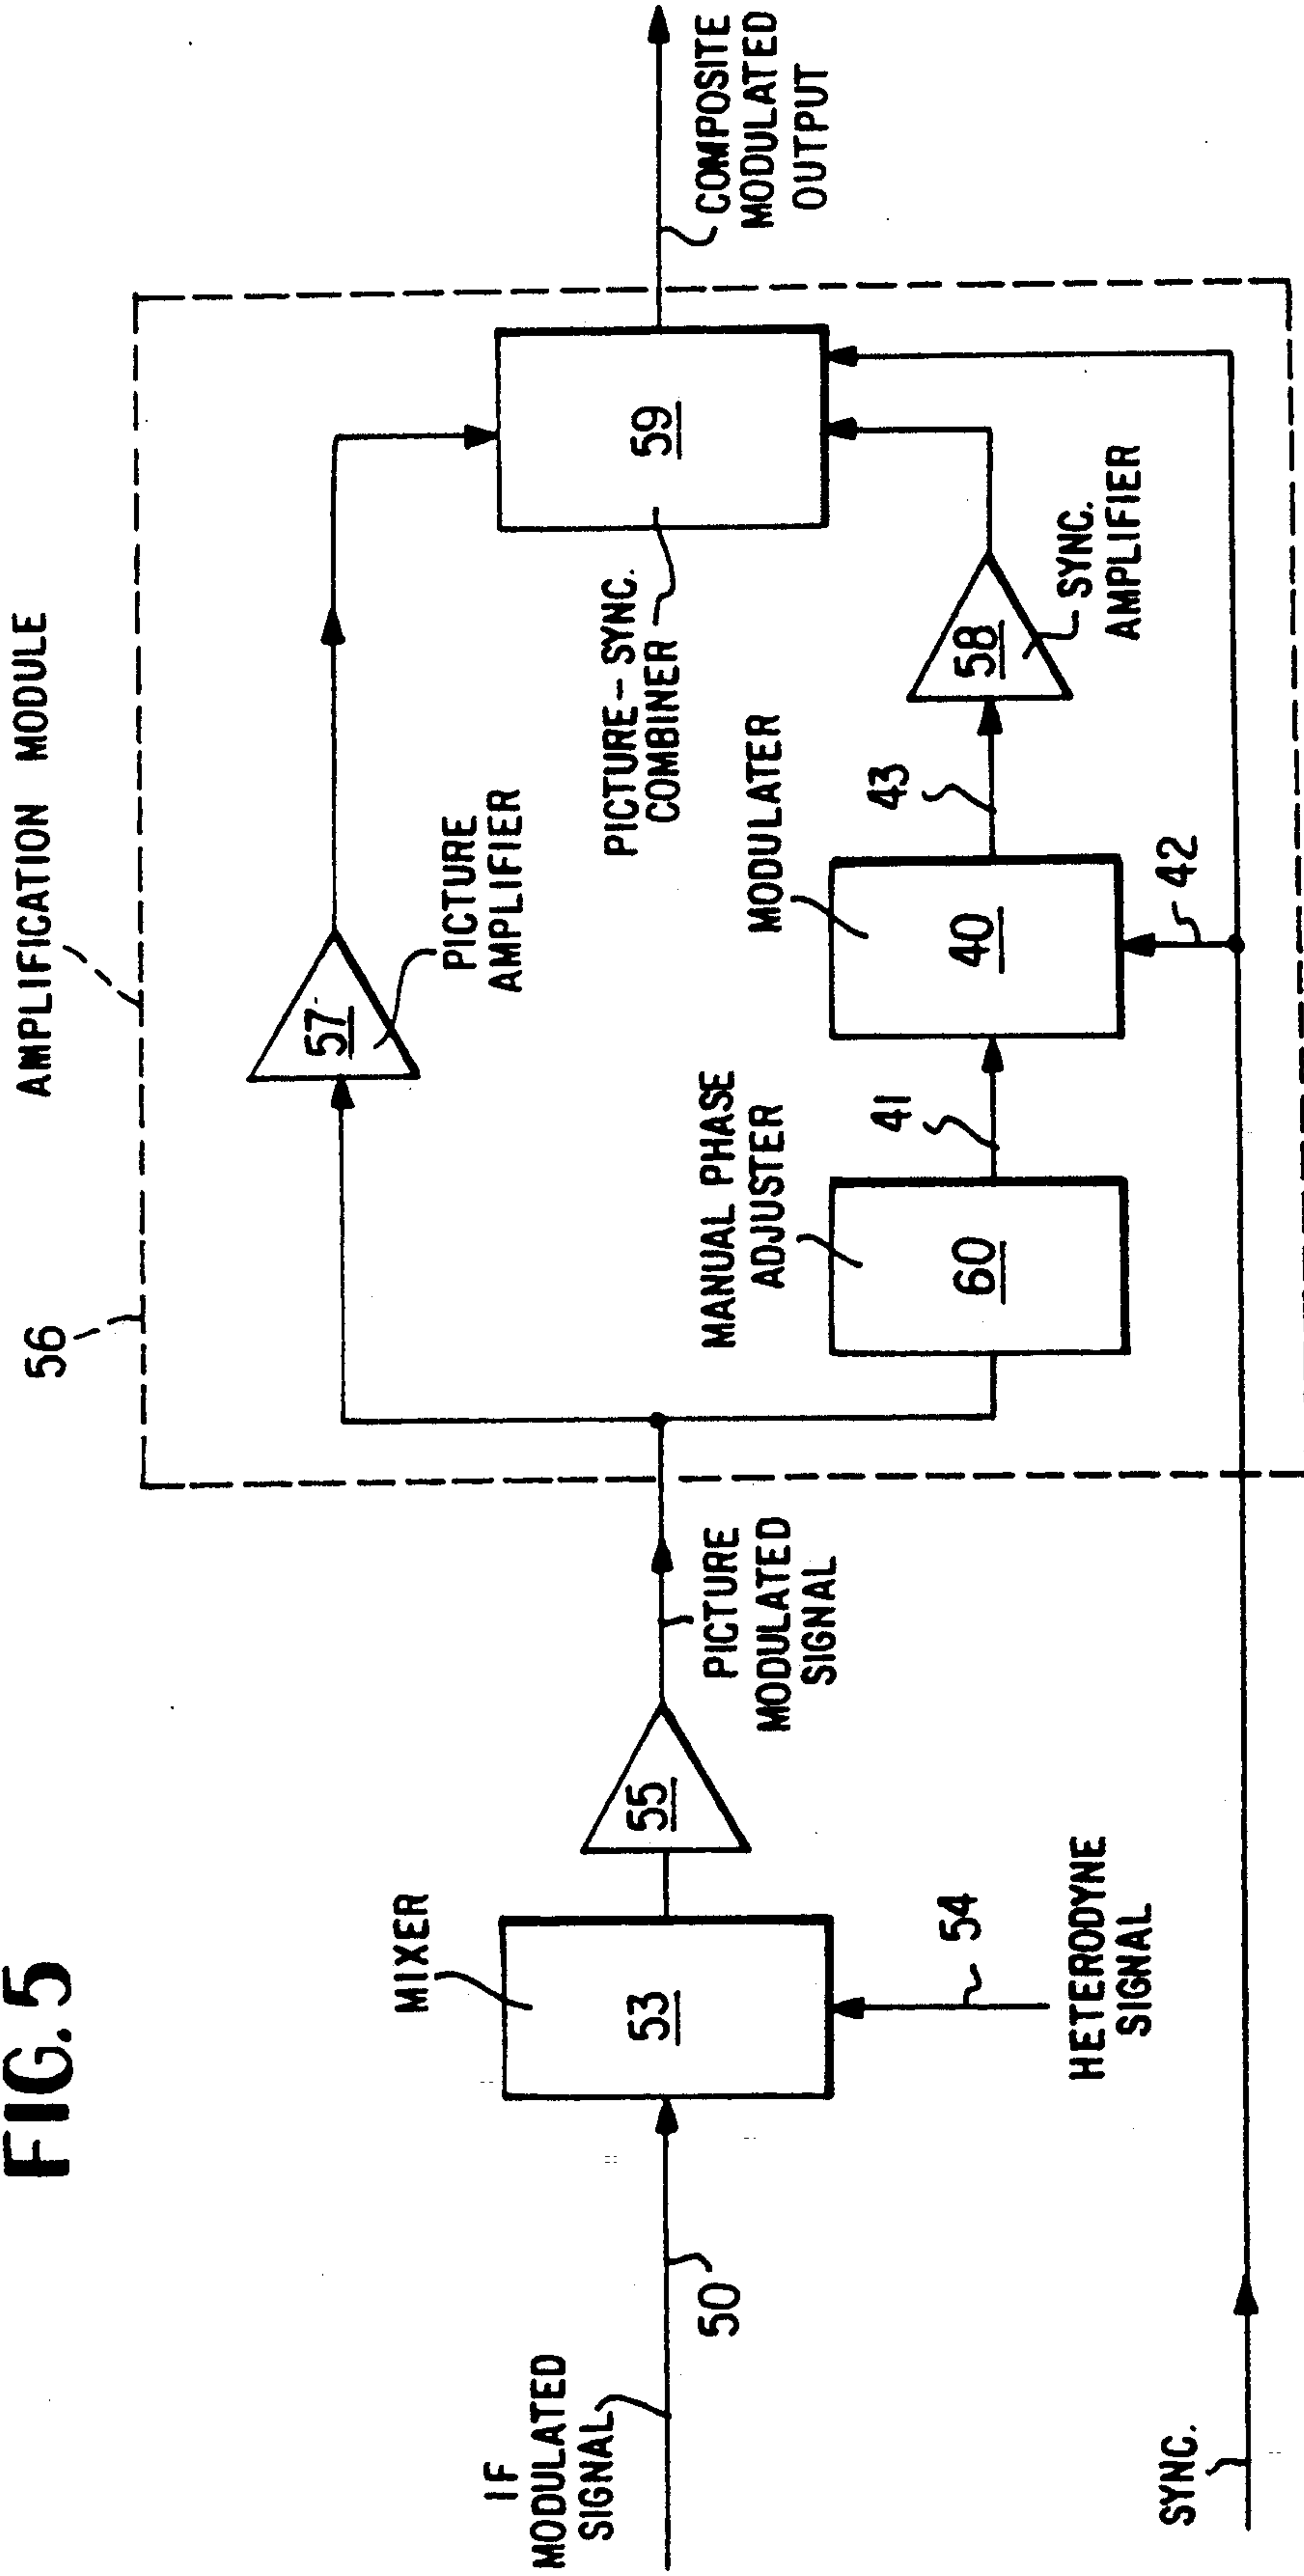 FIG. 5
AMPLIFICATION MODULE
56
57
PICTURE
AMPLIFIER
PICTURE-SYNC.
COMBINER
59
COMPOSITE
MODULATED
OUTPUT
IF
MODULATED
SIGNAL
50
MIXER
53
54
HETERODYNE
SIGNAL
55
PICTURE
MODULATED
SIGNAL
MANUAL PHASE
ADJUSTER
60
41
MODULATER
40
42
43
58
SYNC.
AMPLIFIER
SYNC.